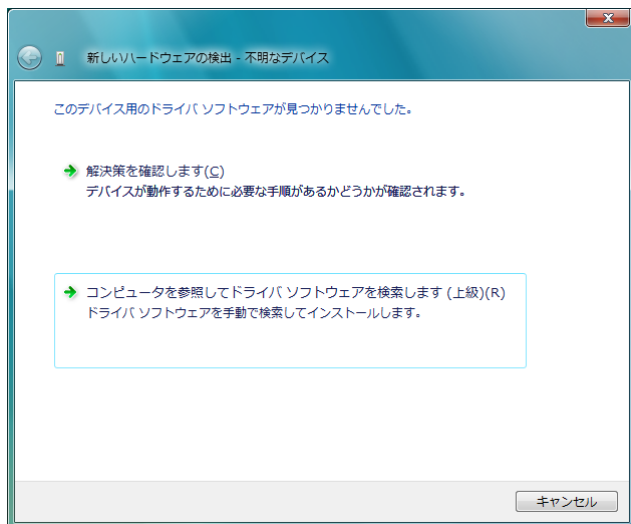 新しいハードウェアの検出 - 不明なデバイス
このデバイス用のドライバ ソフトウェアが見つかりませんでした。
解決策を確認します(C)
デバイスが動作するために必要な手順があるかどうかが確認されます。
コンピュータを参照してドライバ ソフトウェアを検索します (上級)(R)
ドライバ ソフトウェアを手動で検索してインストールします。
キャンセル